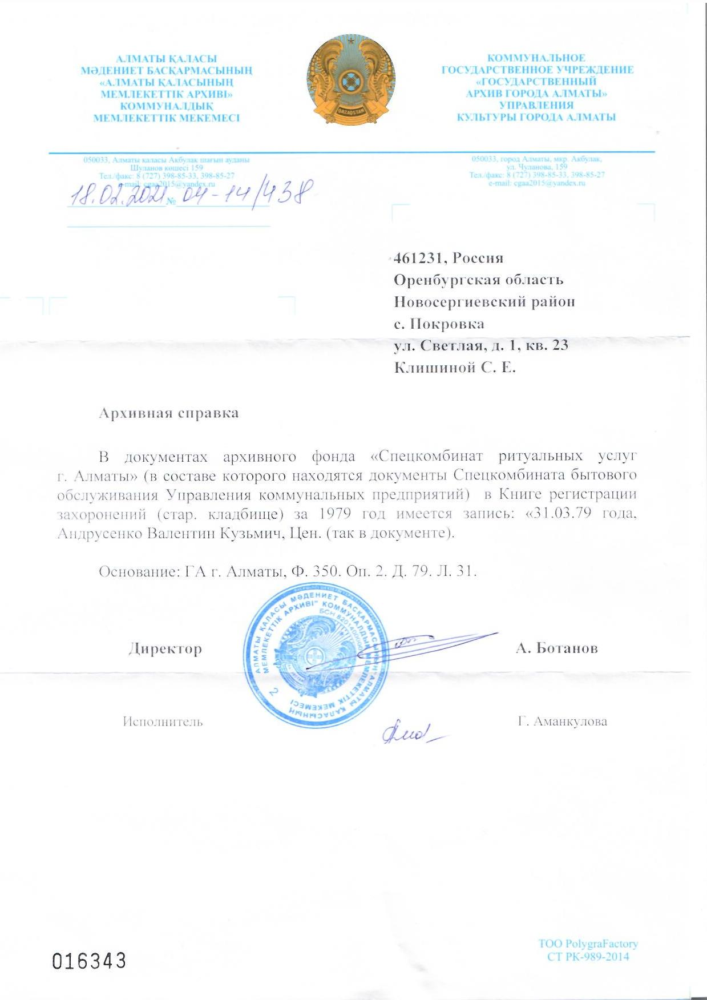 АЛМАТЫ ҚАЛАСЫ
МӘДЕНИЕТ БАСҚАРМАСЫНЫҢ
«АЛМАТЫ ҚАЛАСЫНЫҢ
МЕМЛЕКЕТТІК АРХИВІ»
КОММУНАЛДЫҚ
МЕМЛЕКЕТТІК МЕКЕМЕСІ
QAZAQSTAN
КОММУНАЛЬНОЕ
ГОСУДАРСТВЕННОЕ УЧРЕЖДЕНИЕ
«ГОСУДАРСТВЕННЫЙ
АРХИВ ГОРОДА АЛМАТЫ»
УПРАВЛЕНИЯ
КУЛЬТУРЫ ГОРОДА АЛМАТЫ
050033, Алматы қаласы Акбулак шағын ауданы
Шуланов көшесі 159
Тел./факс: 8 (727) 398-85-33, 398-85-27
e-mail: cgaa2015@yandex.ru
050033, город Алматы, мкр. Акбулак,
ул. Чуланова, 159
Тел./факс: 8 (727) 398-85-33, 398-85-27
e-mail: cgaa2015@yandex.ru
18.02.2021 № 04-14/438
461231, Россия
Оренбургская область
Новосергиевский район
с. Покровка
ул. Светлая, д. 1, кв. 23
Клишиной С. Е.
Архивная справка
В документах архивного фонда «Спецкомбинат ритуальных услуг
г. Алматы» (в составе которого находятся документы Спецкомбината бытового
обслуживания Управления коммунальных предприятий) в Книге регистрации
захоронений (стар. кладбище) за 1979 год имеется запись: «31.03.79 года,
Андрусенко Валентин Кузьмич, Цен. (так в документе).
Основание: ГА г. Алматы, Ф. 350. Оп. 2. Д. 79. Л. 31.
АЛМАТЫ ҚАЛАСЫ МӘДЕНИЕТ БАСҚАРМАСЫНЫҢ "АЛМАТЫ ҚАЛАСЫНЫҢ
МЕМЛЕКЕТТІК АРХИВІ" КОММУНАЛДЫҚ МЕМЛЕКЕТТІК МЕКЕМЕСІ
2
Директор
А. Ботанов
Исполнитель
Г. Аманкулова
016343
ТОО PolygraFactory
СТ РК-989-2014